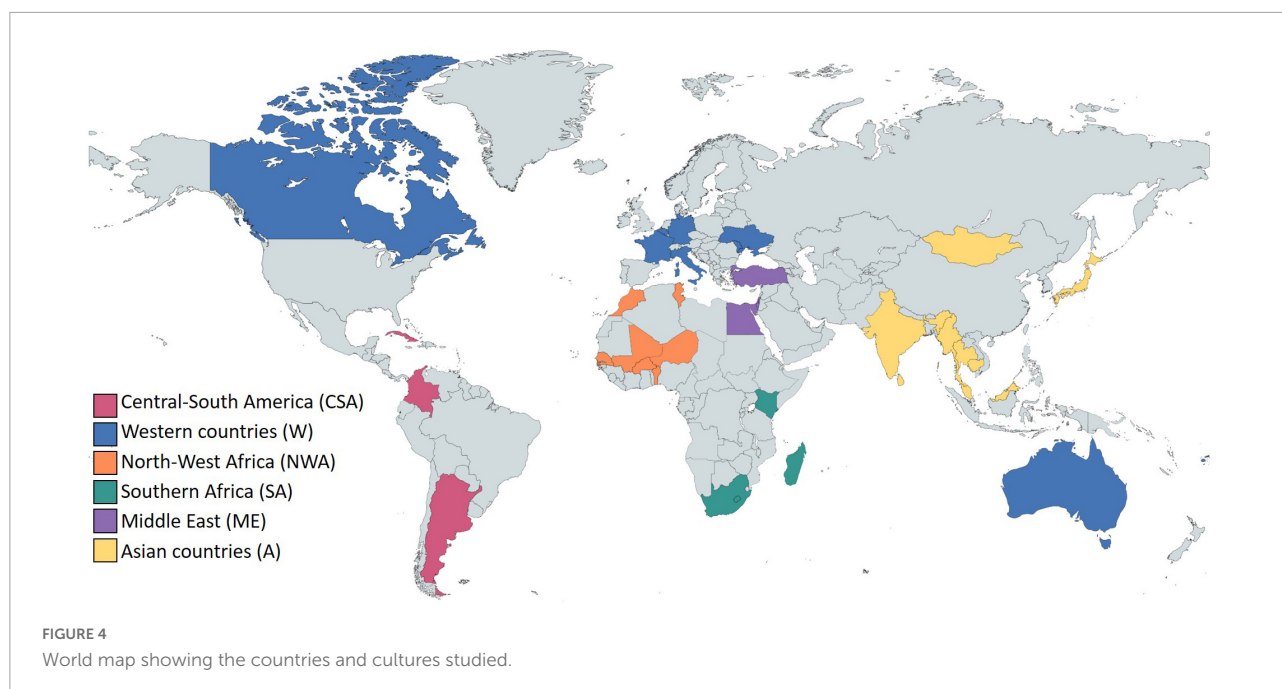 Central-South America (CSA)
Western countries (W)
North-West Africa (NWA)
Southern Africa (SA)
Middle East (ME)
Asian countries (A)
FIGURE 4
World map showing the countries and cultures studied.